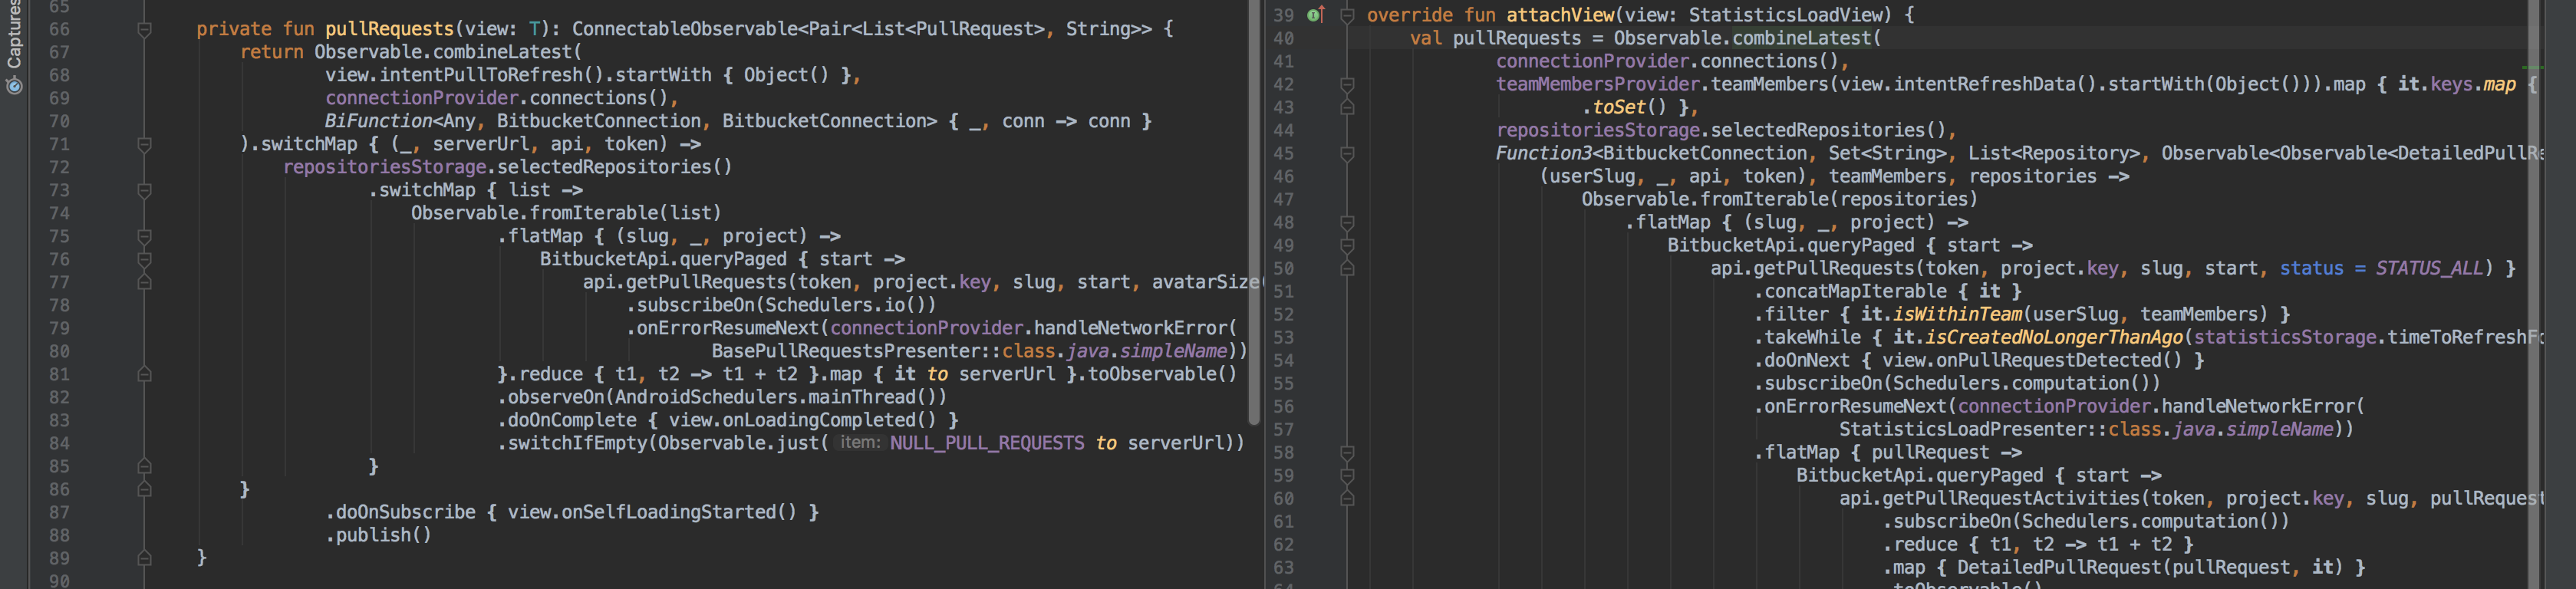 Captures
65
66 private fun pullRequests(view: T): ConnectableObservable<Pair<List<PullRequest>, String>> {
67 return Observable.combineLatest(
68 view.intentPullToRefresh().startWith { Object() },
69 connectionProvider.connections(),
70 BiFunction<Any, BitbucketConnection, BitbucketConnection> { _, conn -> conn }
71 ).switchMap { (_, serverUrl, api, token) ->
72 repositoriesStorage.selectedRepositories()
73 .switchMap { list ->
74 Observable.fromIterable(list)
75 .flatMap { (slug, _, project) ->
76 BitbucketApi.queryPaged { start ->
77 api.getPullRequests(token, project.key, slug, start, avatarSize(
78 .subscribeOn(Schedulers.io())
79 .onErrorResumeNext(connectionProvider.handleNetworkError(
80 BasePullRequestsPresenter::class.java.simpleName))
81 }.reduce { t1, t2 -> t1 + t2 }.map { it to serverUrl }.toObservable()
82 .observeOn(AndroidSchedulers.mainThread())
83 .doOnComplete { view.onLoadingCompleted() }
84 .switchIfEmpty(Observable.just( item: NULL_PULL_REQUESTS to serverUrl))
85 }
86 }
87 .doOnSubscribe { view.onSelfLoadingStarted() }
88 .publish()
89 }
90
39 override fun attachView(view: StatisticsLoadView) {
40 val pullRequests = Observable.combineLatest(
41 connectionProvider.connections(),
42 teamMembersProvider.teamMembers(view.intentRefreshData().startWith(Object())).map { it.keys.map {
43 .toSet() },
44 repositoriesStorage.selectedRepositories(),
45 Function3<BitbucketConnection, Set<String>, List<Repository>, Observable<Observable<DetailedPullRe
46 (userSlug, _, api, token), teamMembers, repositories ->
47 Observable.fromIterable(repositories)
48 .flatMap { (slug, _, project) ->
49 BitbucketApi.queryPaged { start ->
50 api.getPullRequests(token, project.key, slug, start, status = STATUS_ALL) }
51 .concatMapIterable { it }
52 .filter { it.isWithinTeam(userSlug, teamMembers) }
53 .takeWhile { it.isCreatedNoLongerThanAgo(statisticsStorage.timeToRefreshFo
54 .doOnNext { view.onPullRequestDetected() }
55 .subscribeOn(Schedulers.computation())
56 .onErrorResumeNext(connectionProvider.handleNetworkError(
57 StatisticsLoadPresenter::class.java.simpleName))
58 .flatMap { pullRequest ->
59 BitbucketApi.queryPaged { start ->
60 api.getPullRequestActivities(token, project.key, slug, pullRequest
61 .subscribeOn(Schedulers.computation())
62 .reduce { t1, t2 -> t1 + t2 }
63 .map { DetailedPullRequest(pullRequest, it) }
64 .toObservable()